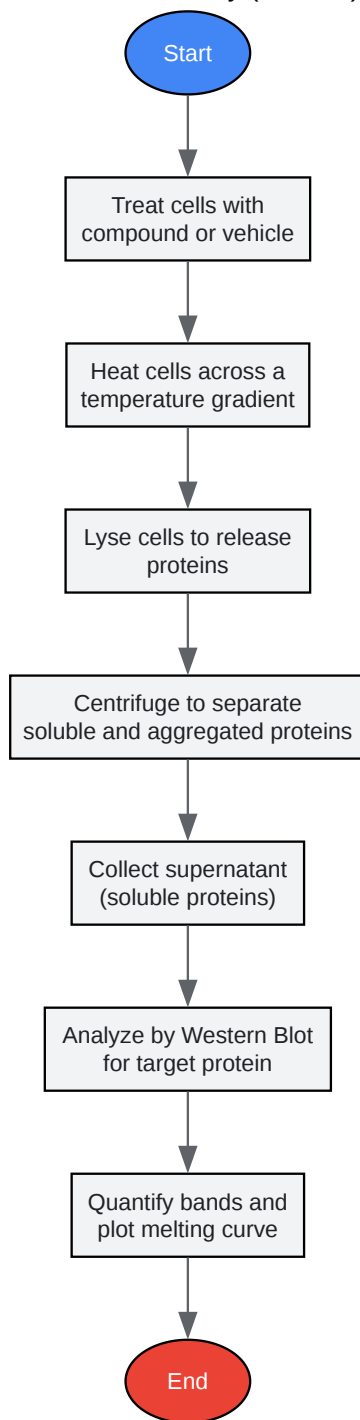 Start
Treat cells with
compound or vehicle
Heat cells across a
temperature gradient
Lyse cells to release
proteins
Centrifuge to separate
soluble and aggregated proteins
Collect supernatant
(soluble proteins)
Analyze by Western Blot
for target protein
Quantify bands and
plot melting curve
End